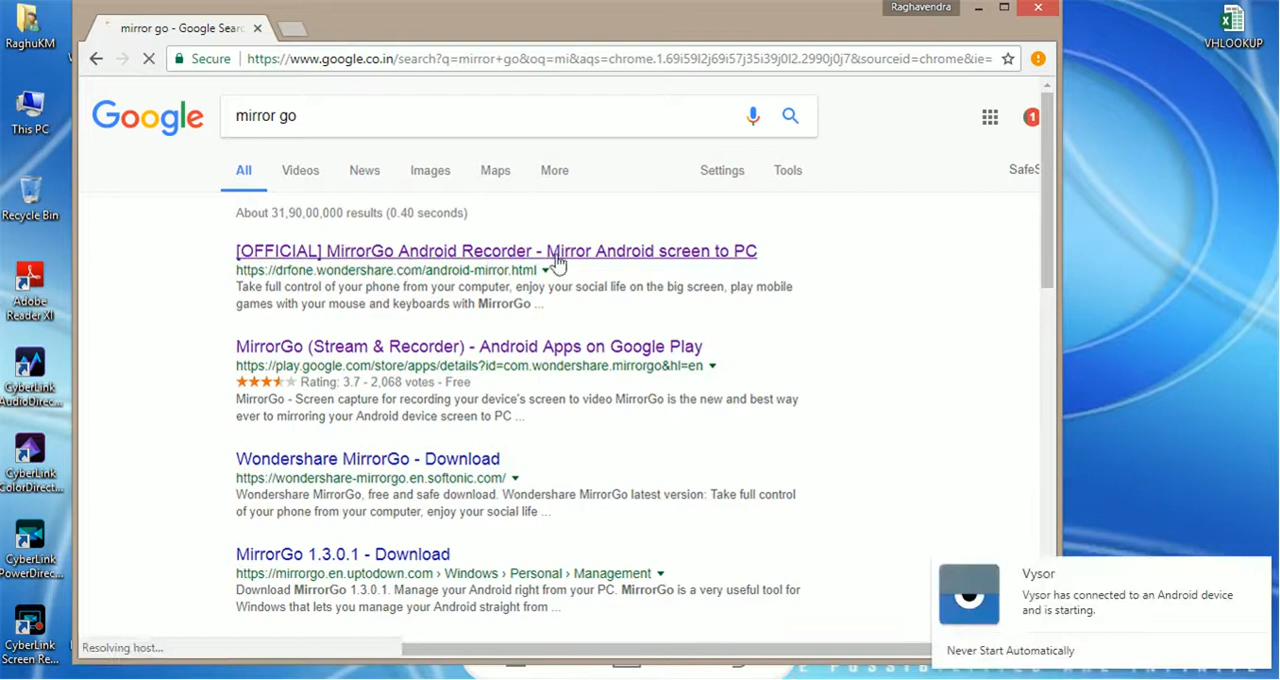 RaghuKM
This PC
Recycle Bin
Adobe
Reader XI
CyberLink
AudioDirec...
CyberLink
ColorDirect...
CyberLink
PowerDirec...
CyberLink
Screen Re...
VHLOOKUP
Raghavendra
mirror go - Google Sear
Secure
https://www.google.co.in/search?q=mirror+go&oq=mi&aqs=chrome.1.69i59l2j69i57j35i39j0l2.2990j0j7&sourceid=chrome&ie=
Google
mirror go
1
All Videos News Images Maps More Settings Tools SafeS
About 31,90,00,000 results (0.40 seconds)
[OFFICIAL] MirrorGo Android Recorder - Mirror Android screen to PC
https://drfone.wondershare.com/android-mirror.html
Take full control of your phone from your computer, enjoy your social life on the big screen, play mobile
games with your mouse and keyboards with MirrorGo ...
MirrorGo (Stream & Recorder) - Android Apps on Google Play
https://play.google.com/store/apps/details?id=com.wondershare.mirrorgo&hl=en
Rating: 3.7 - 2,068 votes - Free
MirrorGo - Screen capture for recording your device's screen to video MirrorGo is the new and best way
ever to mirroring your Android device screen to PC ...
Wondershare MirrorGo - Download
https://wondershare-mirrorgo.en.softonic.com/
Wondershare MirrorGo, free and safe download. Wondershare MirrorGo latest version: Take full control
of your phone from your computer, enjoy your social life ...
MirrorGo 1.3.0.1 - Download
https://mirrorgo.en.uptodown.com › Windows › Personal › Management
Download MirrorGo 1.3.0.1. Manage your Android right from your PC. MirrorGo is a very useful tool for
Windows that lets you manage your Android straight from ...
Resolving host...
Vysor
Vysor has connected to an Android device
and is starting.
Never Start Automatically